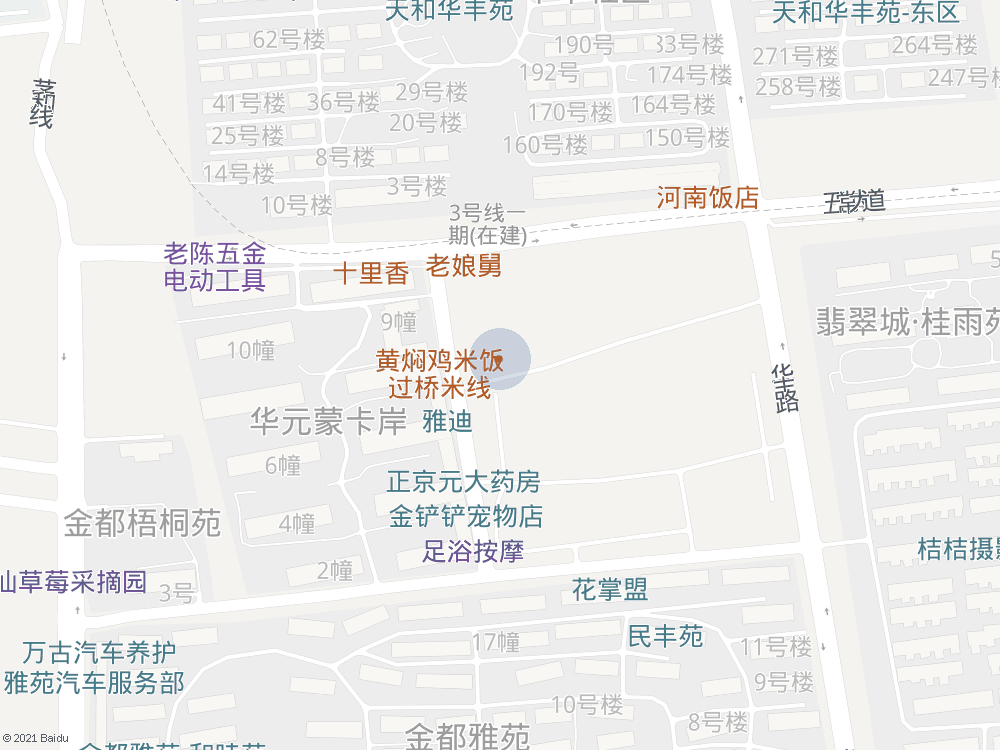 天和华丰苑
天和华丰苑-东区
62号楼
190号
83号楼
264号楼
271号楼
192号
174号楼
247号楼
258号楼
茎和线
41号楼
36号楼
29号楼
170号楼
164号楼
25号楼
20号楼
160号楼
150号楼
14号楼
8号楼
3号楼
10号楼
河南饭店
3号线一
期(在建)
老陈五金
电动工具
十里香
老娘舅
9幢
翡翠城·桂雨苑
10幢
黄焖鸡米饭
过桥米线
华丰路
华元蒙卡岸
雅迪
6幢
正京元大药房
金铲铲宠物店
4幢
金都梧桐苑
足浴按摩
桔桔摄影
2幢
仙草莓采摘园
3号
花掌盟
万古汽车养护
雅苑汽车服务部
17幢
民丰苑
11号楼
9号楼
10号楼
8号楼
金都雅苑
© 2021 Baidu